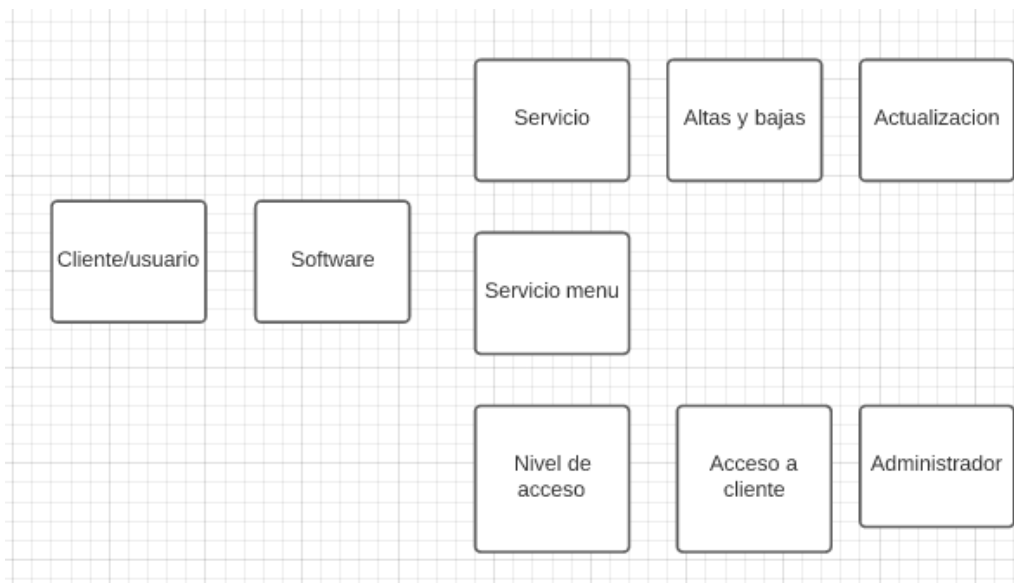 Servicio
Altas y bajas
Actualizacion
Cliente/usuario
Software
Servicio menu
Nivel de
acceso
Acceso a
cliente
Administrador